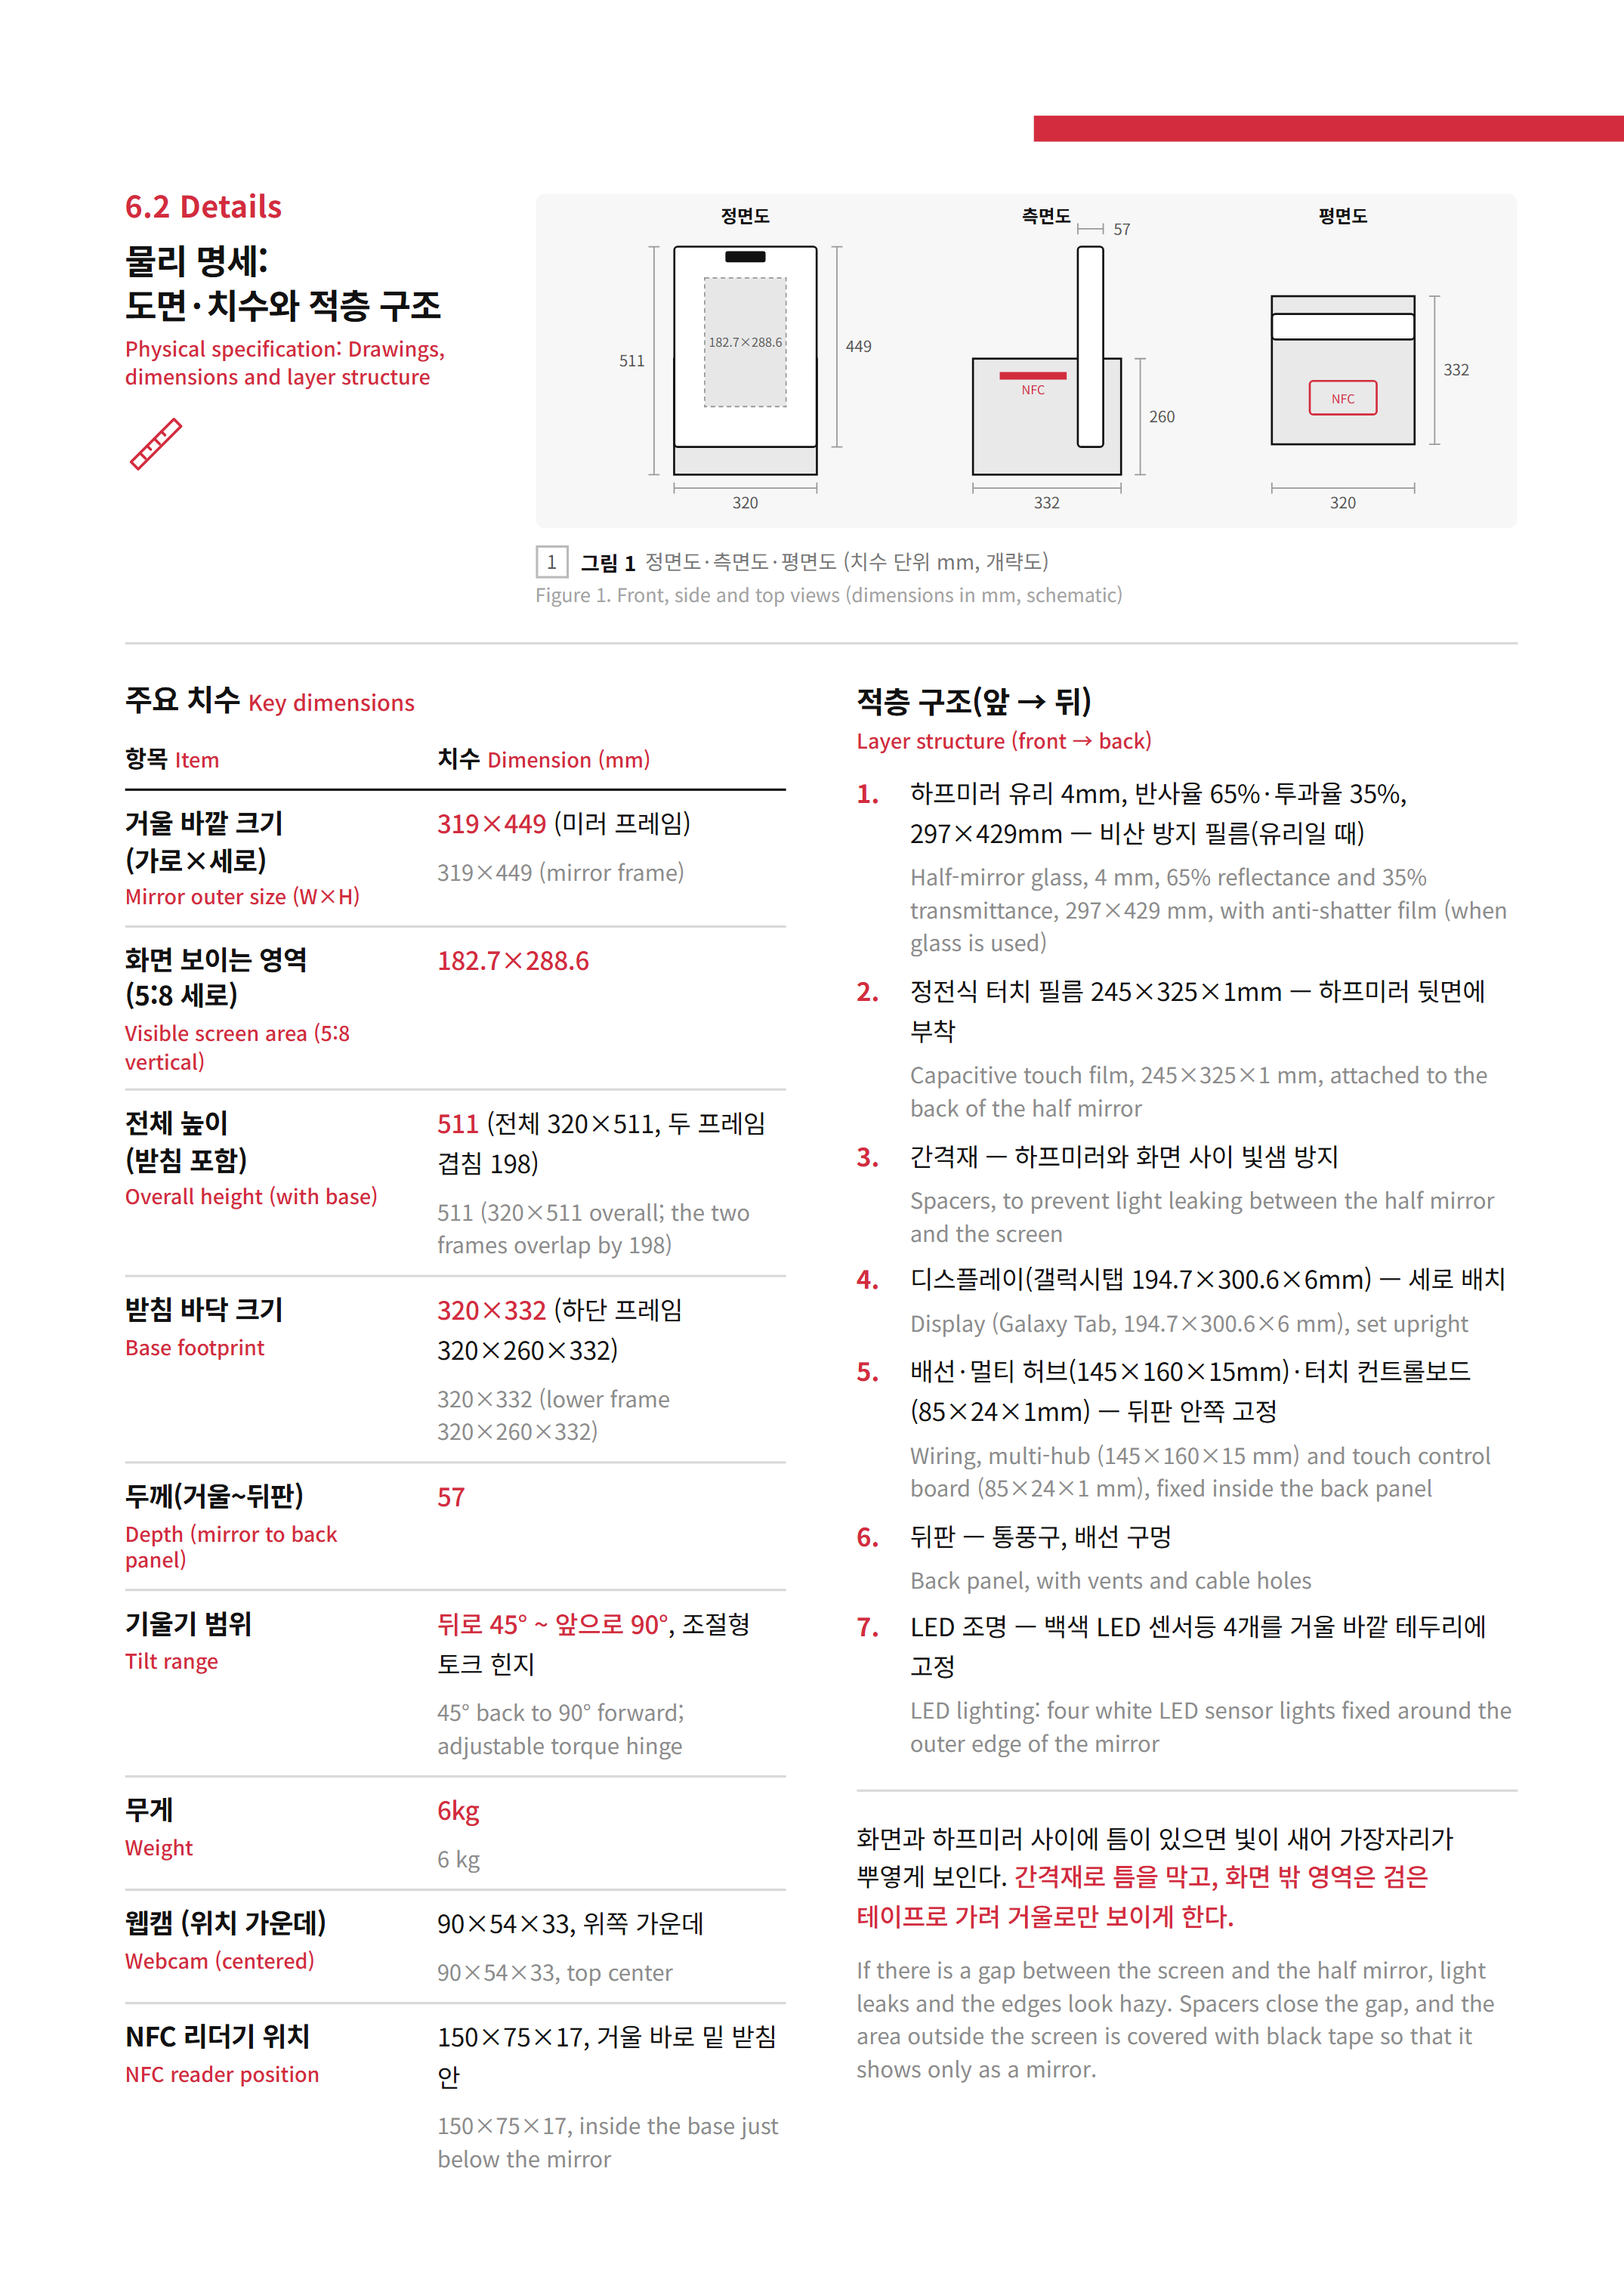 6.2 Details
물리 명세:
도면·치수와 적층 구조
Physical specification: Drawings,
dimensions and layer structure
정면도
측면도
평면도
57
182.7×288.6
511
449
320
NFC
260
332
NFC
332
320
1 그림 1 정면도·측면도·평면도 (치수 단위 mm, 개략도)
Figure 1. Front, side and top views (dimensions in mm, schematic)
주요 치수 Key dimensions
항목 Item 치수 Dimension (mm)
거울 바깥 크기
(가로×세로)
Mirror outer size (W×H)
319×449 (미러 프레임)
319×449 (mirror frame)
화면 보이는 영역
(5:8 세로)
Visible screen area (5:8
vertical)
182.7×288.6
전체 높이
(받침 포함)
Overall height (with base)
511 (전체 320×511, 두 프레임
겹침 198)
511 (320×511 overall; the two
frames overlap by 198)
받침 바닥 크기
Base footprint
320×332 (하단 프레임
320×260×332)
320×332 (lower frame
320×260×332)
두께(거울~뒤판)
Depth (mirror to back
panel)
57
기울기 범위
Tilt range
뒤로 45° ~ 앞으로 90°, 조절형
토크 힌지
45° back to 90° forward;
adjustable torque hinge
무게
Weight
6kg
6 kg
웹캠 (위치 가운데)
Webcam (centered)
90×54×33, 위쪽 가운데
90×54×33, top center
NFC 리더기 위치
NFC reader position
150×75×17, 거울 바로 밑 받침
안
150×75×17, inside the base just
below the mirror
적층 구조(앞 → 뒤)
Layer structure (front → back)
1. 하프미러 유리 4mm, 반사율 65%·투과율 35%,
297×429mm — 비산 방지 필름(유리일 때)
Half-mirror glass, 4 mm, 65% reflectance and 35%
transmittance, 297×429 mm, with anti-shatter film (when
glass is used)
2. 정전식 터치 필름 245×325×1mm — 하프미러 뒷면에
부착
Capacitive touch film, 245×325×1 mm, attached to the
back of the half mirror
3. 간격재 — 하프미러와 화면 사이 빛샘 방지
Spacers, to prevent light leaking between the half mirror
and the screen
4. 디스플레이(갤럭시탭 194.7×300.6×6mm) — 세로 배치
Display (Galaxy Tab, 194.7×300.6×6 mm), set upright
5. 배선·멀티 허브(145×160×15mm)·터치 컨트롤보드
(85×24×1mm) — 뒤판 안쪽 고정
Wiring, multi-hub (145×160×15 mm) and touch control
board (85×24×1 mm), fixed inside the back panel
6. 뒤판 — 통풍구, 배선 구멍
Back panel, with vents and cable holes
7. LED 조명 — 백색 LED 센서등 4개를 거울 바깥 테두리에
고정
LED lighting: four white LED sensor lights fixed around the
outer edge of the mirror
화면과 하프미러 사이에 틈이 있으면 빛이 새어 가장자리가
뿌옇게 보인다. 간격재로 틈을 막고, 화면 밖 영역은 검은
테이프로 가려 거울로만 보이게 한다.
If there is a gap between the screen and the half mirror, light
leaks and the edges look hazy. Spacers close the gap, and the
area outside the screen is covered with black tape so that it
shows only as a mirror.